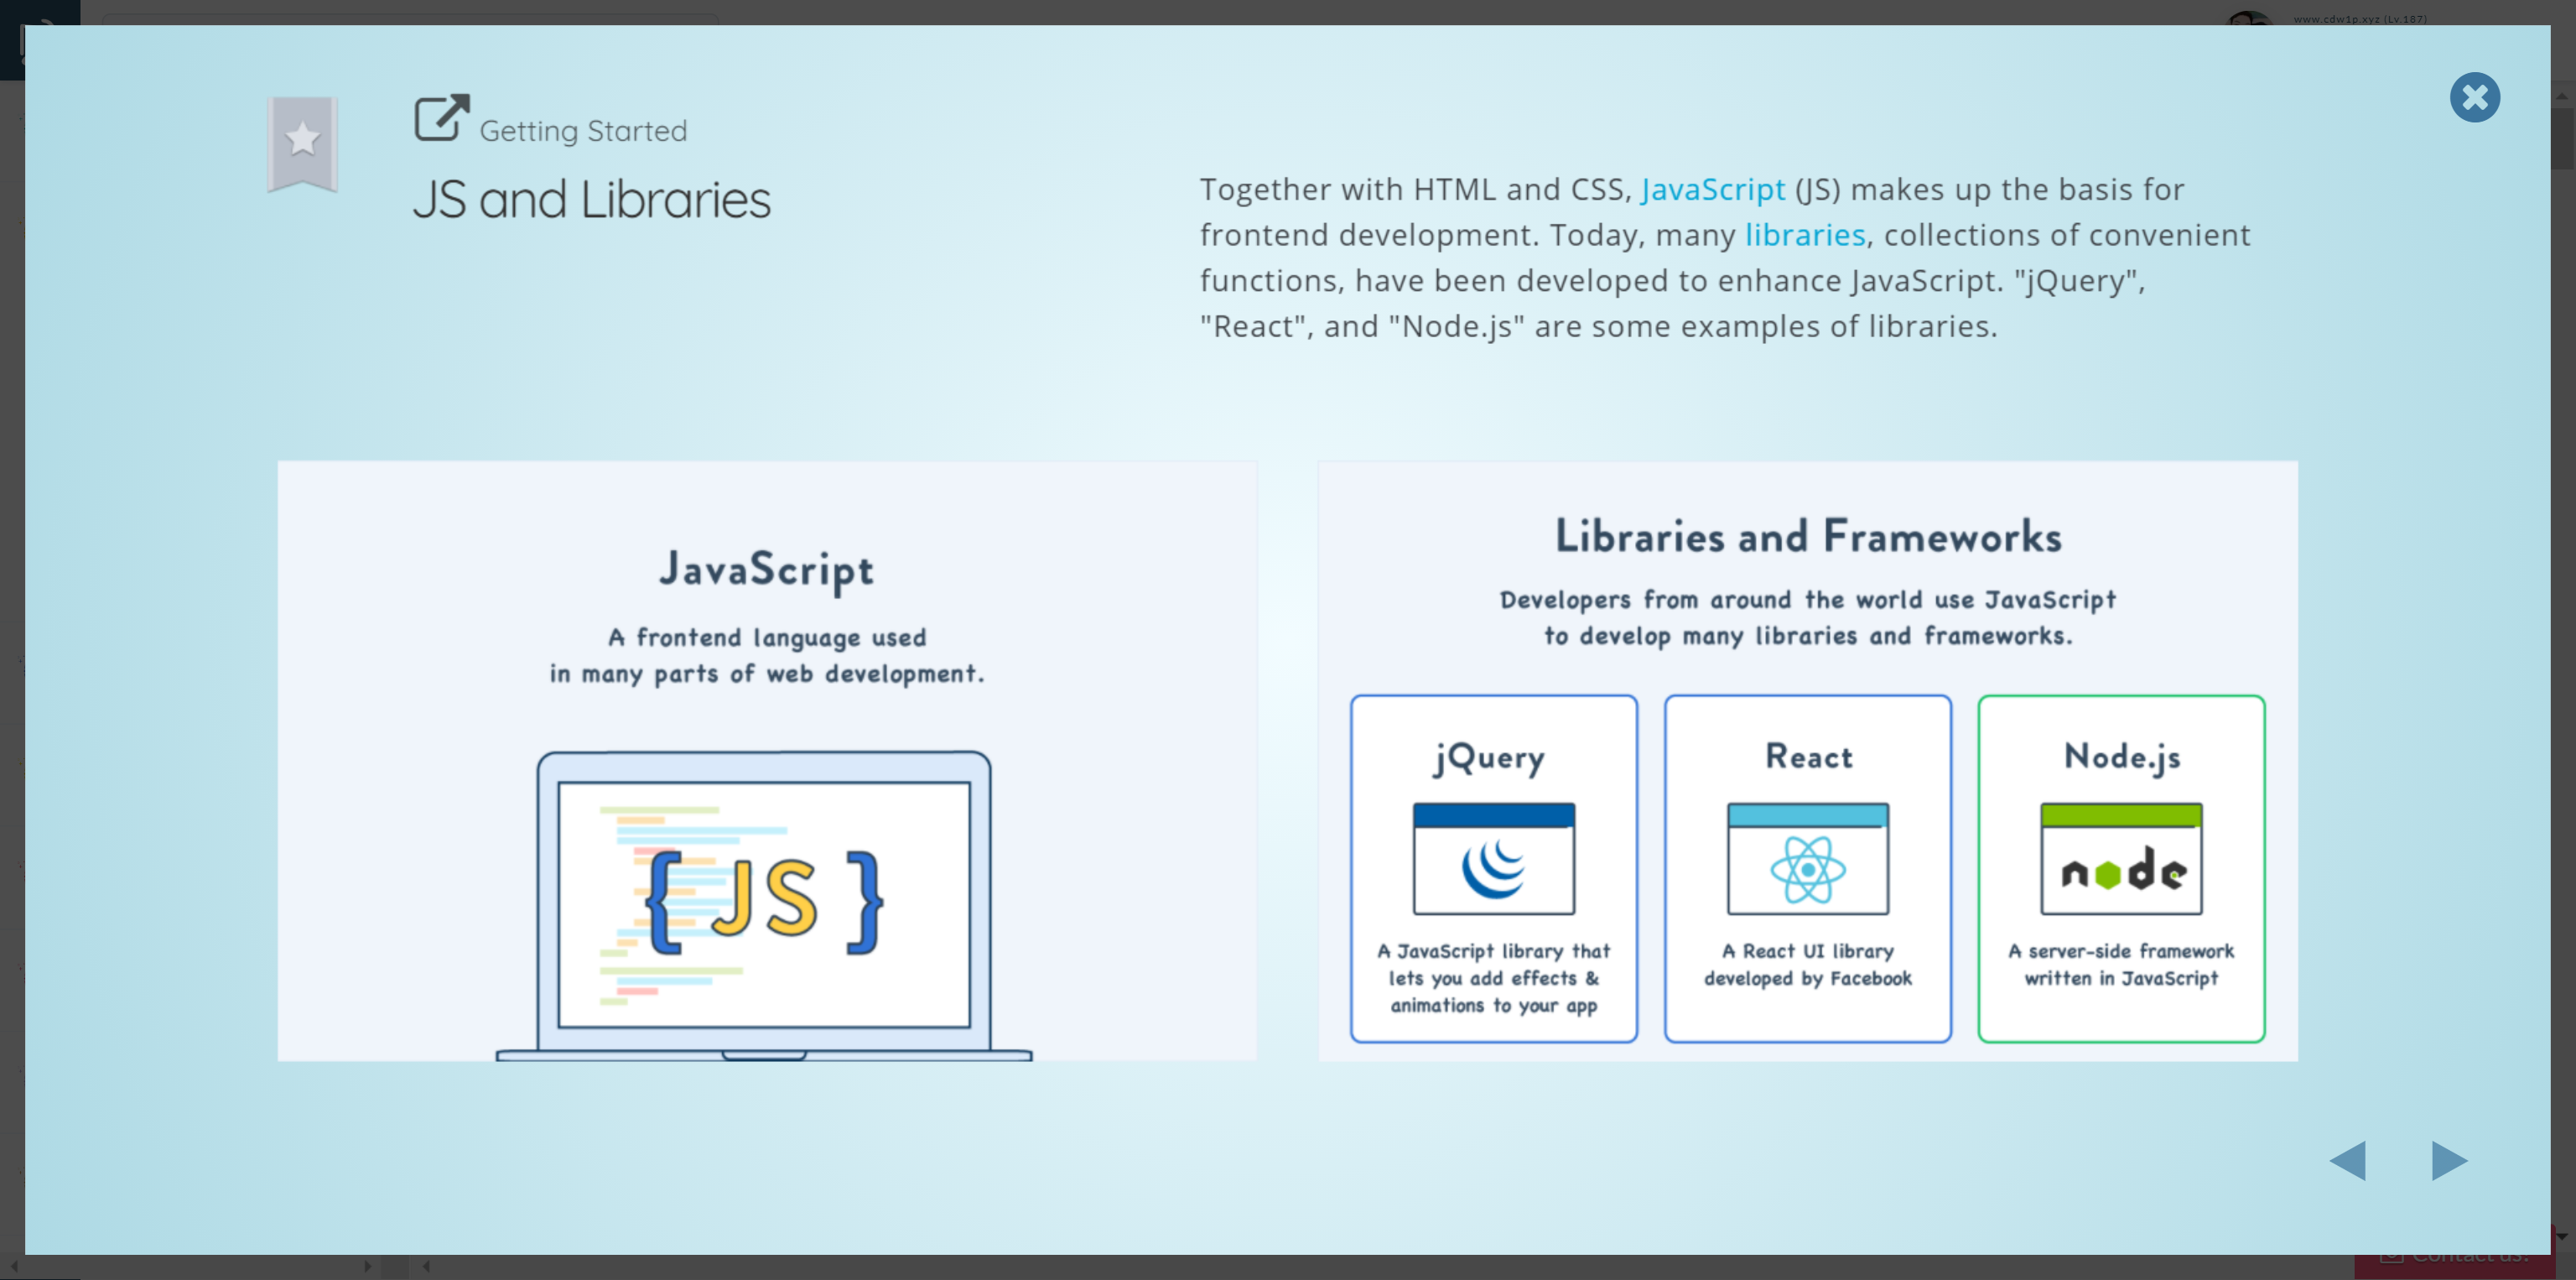 www.cdw1p.xyz (Lv.187)
Getting Started
JS and Libraries
Together with HTML and CSS, JavaScript (JS) makes up the basis for
frontend development. Today, many libraries, collections of convenient
functions, have been developed to enhance JavaScript. "jQuery",
"React", and "Node.js" are some examples of libraries.
JavaScript
A frontend language used
in many parts of web development.
{ JS }
Libraries and Frameworks
Developers from around the world use JavaScript
to develop many libraries and frameworks.
jQuery
A JavaScript library that
lets you add effects &
animations to your app
React
A React UI library
developed by Facebook
Node.js
node
A server-side framework
written in JavaScript
Contact us!